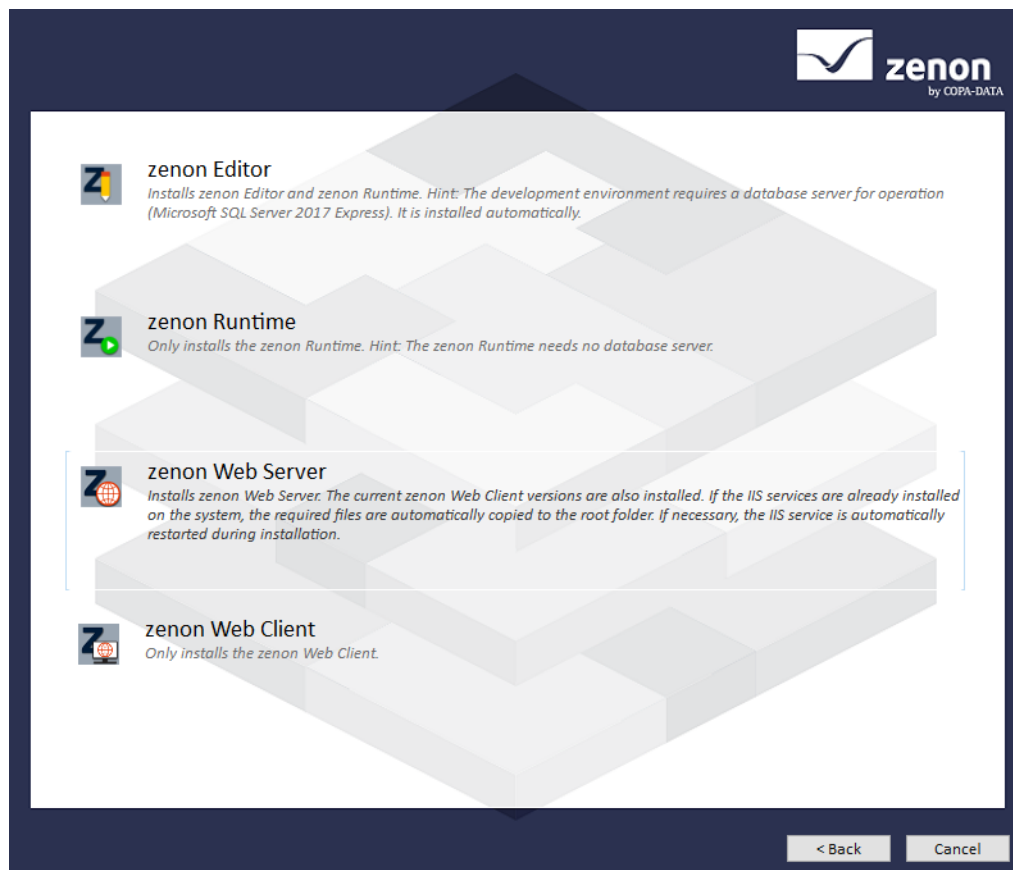 zenon
by COPA-DATA
zenon Editor
Installs zenon Editor and zenon Runtime. Hint: The development environment requires a database server for operation
(Microsoft SQL Server 2017 Express). It is installed automatically.
zenon Runtime
Only installs the zenon Runtime. Hint: The zenon Runtime needs no database server.
zenon Web Server
Installs zenon Web Server. The current zenon Web Client versions are also installed. If the IIS services are already installed
on the system, the required files are automatically copied to the root folder. If necessary, the IIS service is automatically
restarted during installation.
zenon Web Client
Only installs the zenon Web Client.
< Back
Cancel